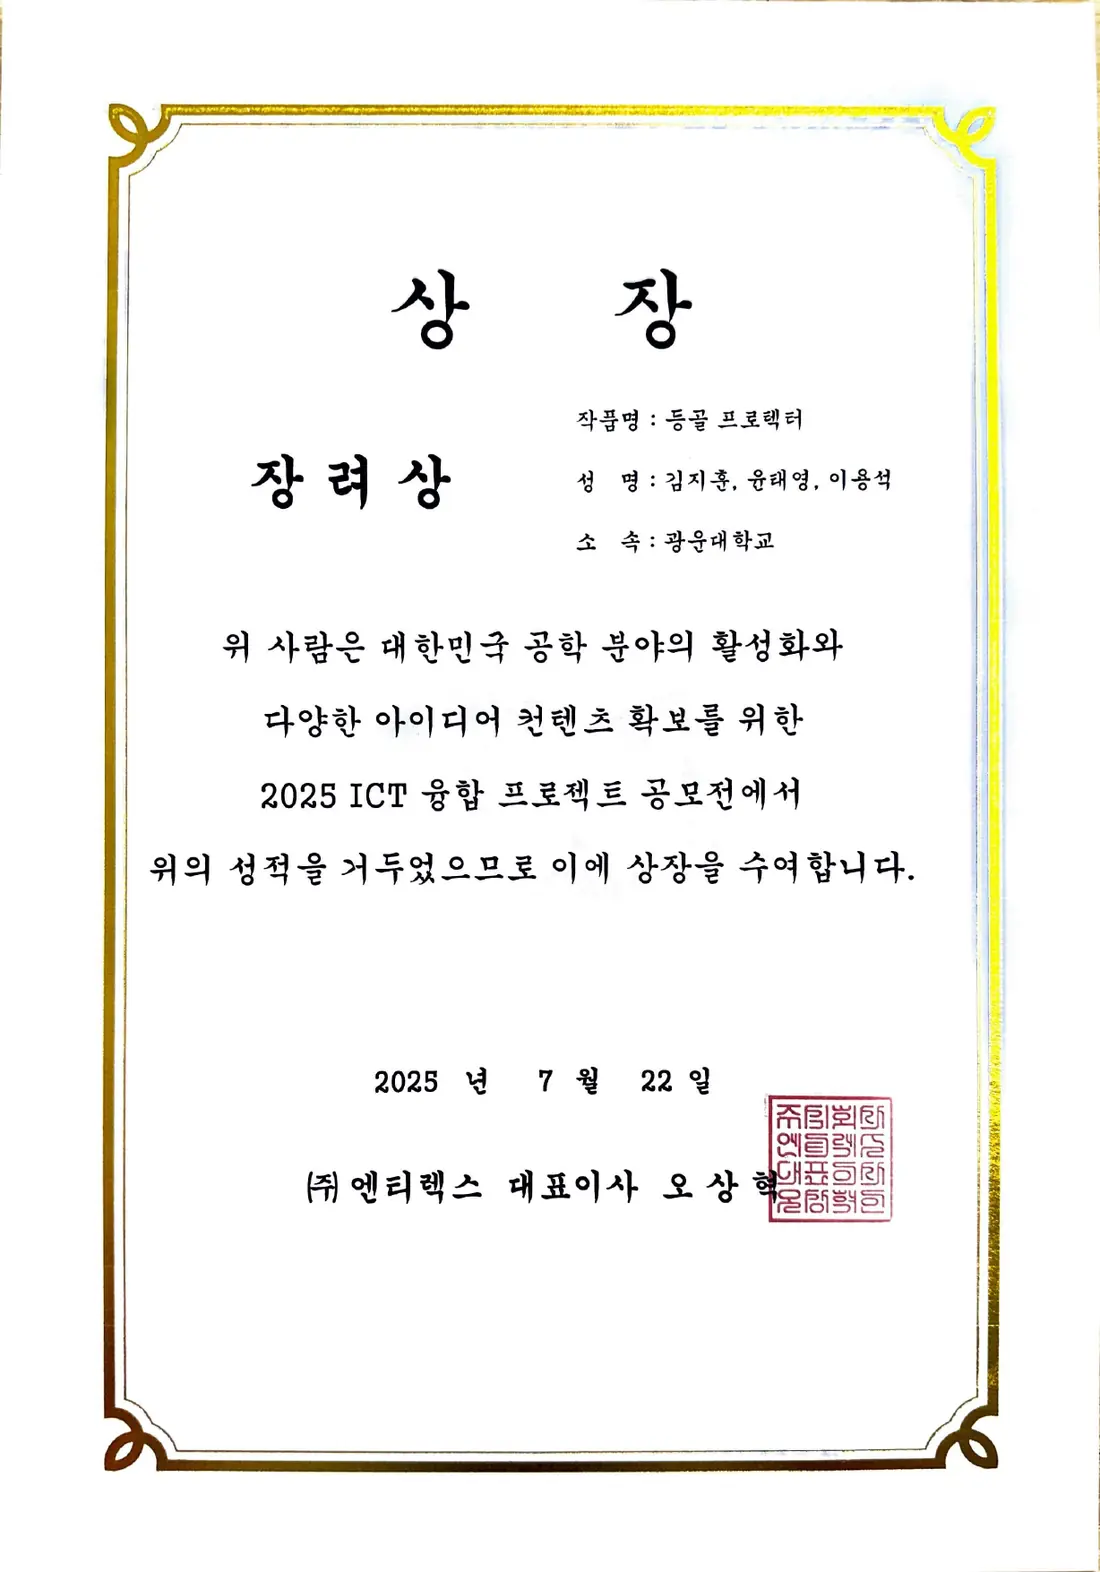 상 장
장려상
작품명 : 등골 프로텍터
성 명 : 김지훈, 윤태영, 이용석
소 속 : 광운대학교
위 사람은 대한민국 공학 분야의 활성화와
다양한 아이디어 컨텐츠 확보를 위한
2025 ICT 융합 프로젝트 공모전에서
위의 성적을 거두었으므로 이에 상장을 수여합니다.
2025 년 7 월 22 일
㈜엔티렉스 대표이사 오 상 혁